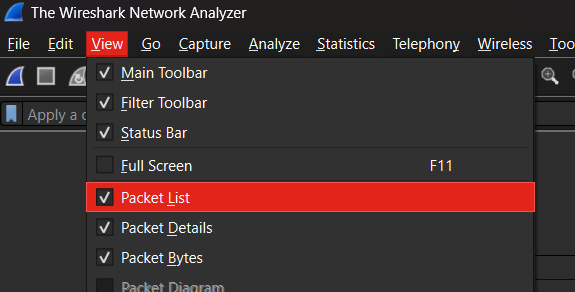 The Wireshark Network Analyzer
File Edit View Go Capture Analyze Statistics Telephony Wireless Too
Main Toolbar
Apply a
Filter Toolbar
Status Bar
Full Screen F11
Packet List
Packet Details
Packet Bytes
Packet Diagram